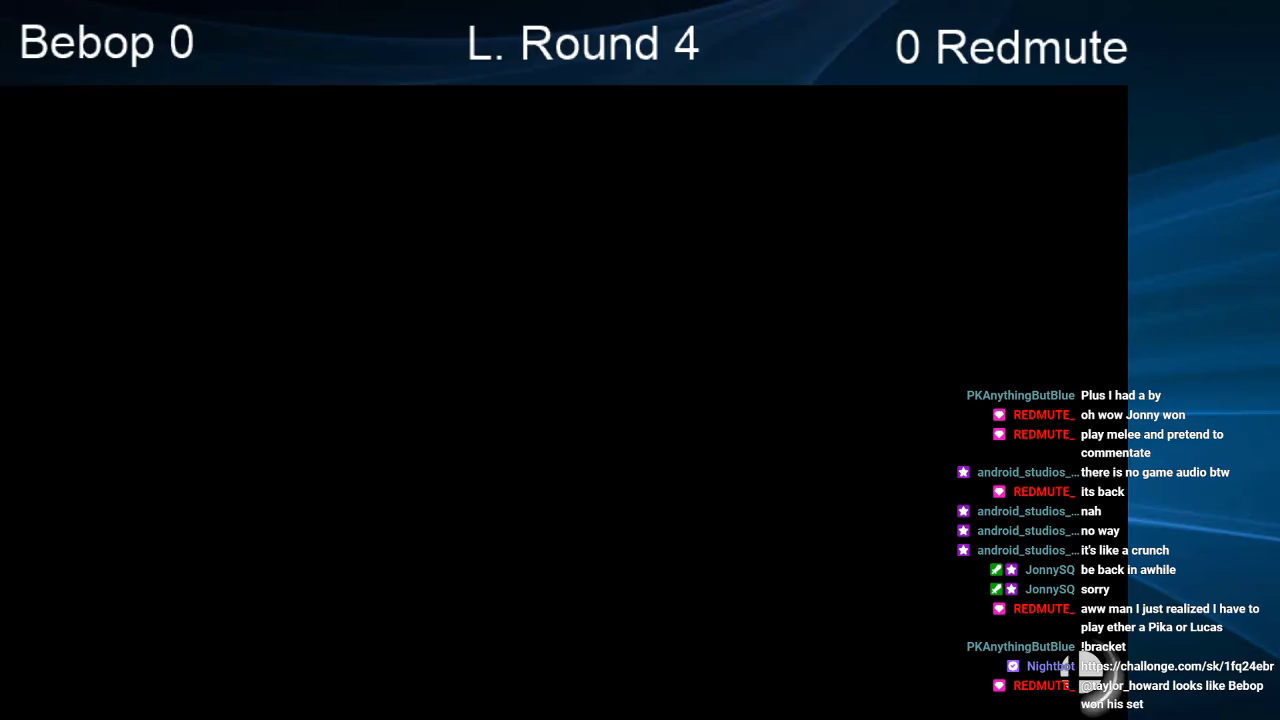 Bebop 0
L. Round 4
0 Redmute
PKAnythingButBlue Plus I had a by
REDMUTE_ oh wow Jonny won
REDMUTE_ play melee and pretend to
commentate
android_studios_... there is no game audio btw
REDMUTE_ its back
android_studios_... nah
android_studios_... no way
android_studios_... it's like a crunch
JonnySQ be back in awhile
JonnySQ sorry
REDMUTE_ aww man I just realized I have to
play ether a Pika or Lucas
PKAnythingButBlue !bracket
Nightbot https://challonge.com/sk/1fq24ebr
REDMUTE_ @taylor_howard looks like Bebop
won his set